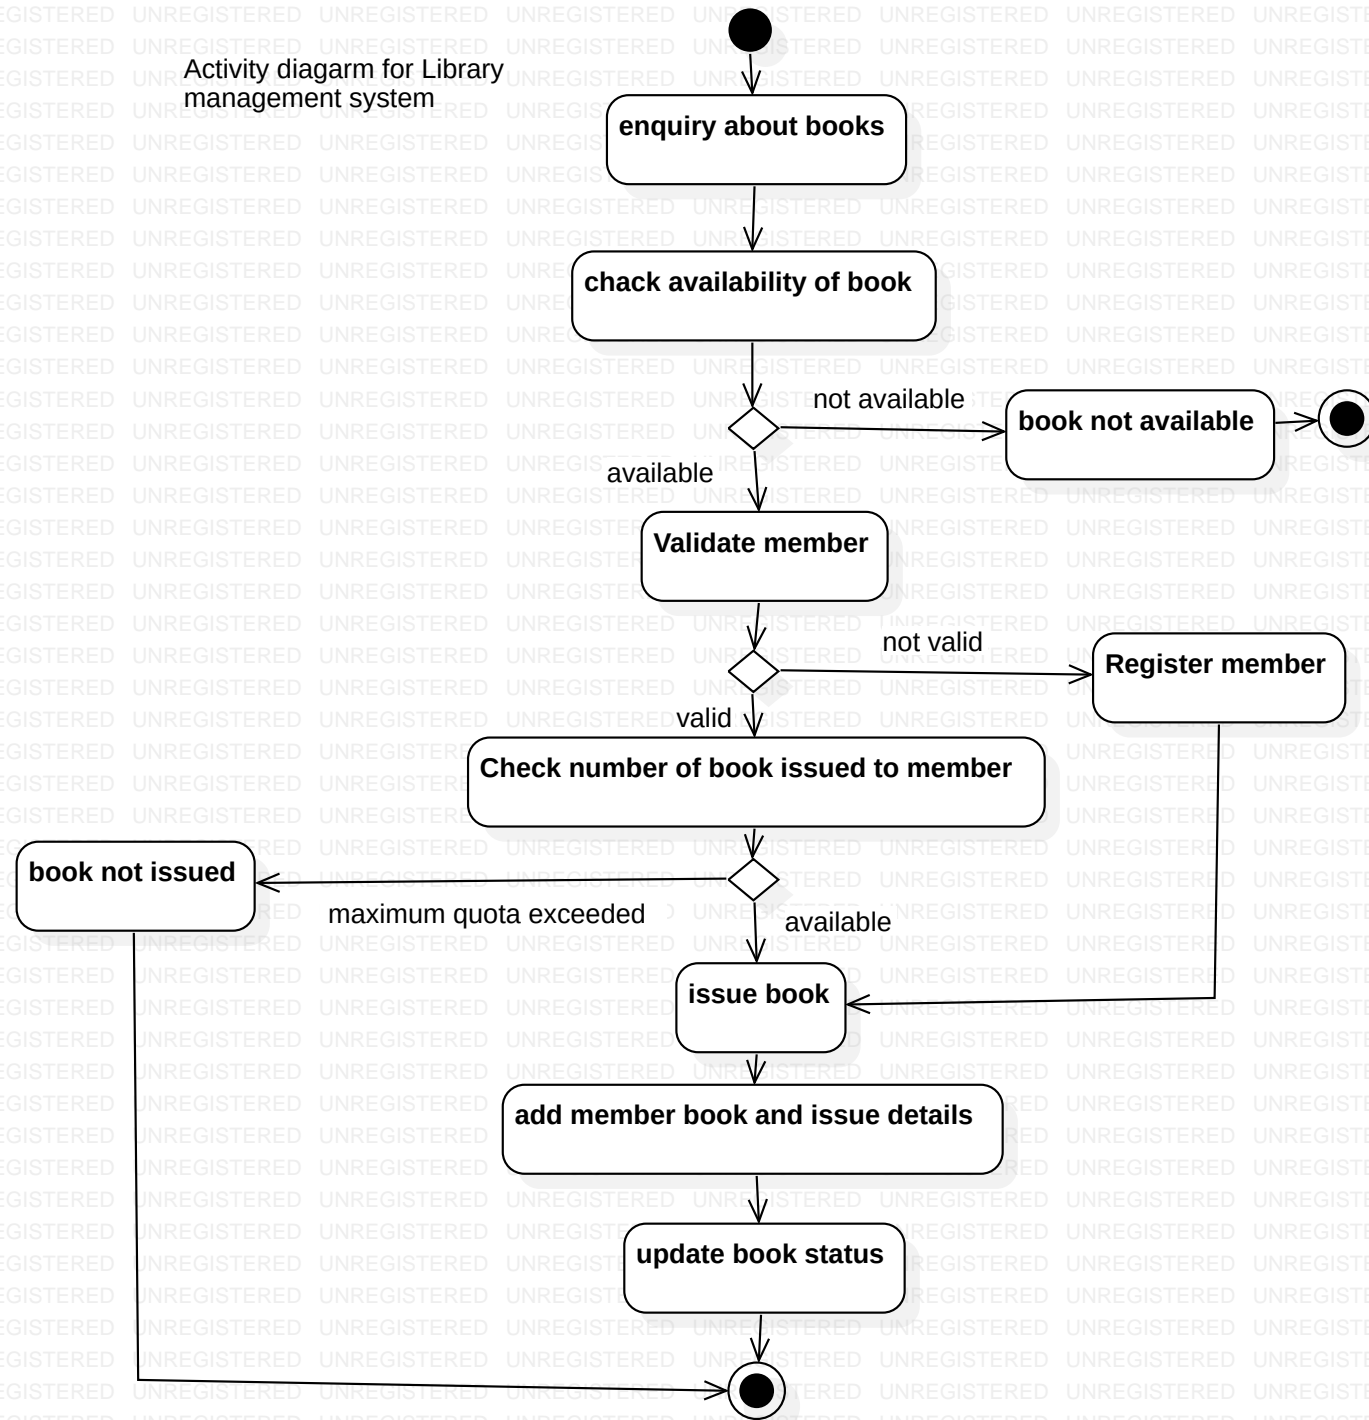 Activity diagarm for Library
management system
enquiry about books
chack availability of book
not available
book not available
available
Validate member
not valid
Register member
valid
Check number of book issued to member
book not issued
maximum quota exceeded
available
issue book
add member book and issue details
update book status
UNREGISTERED